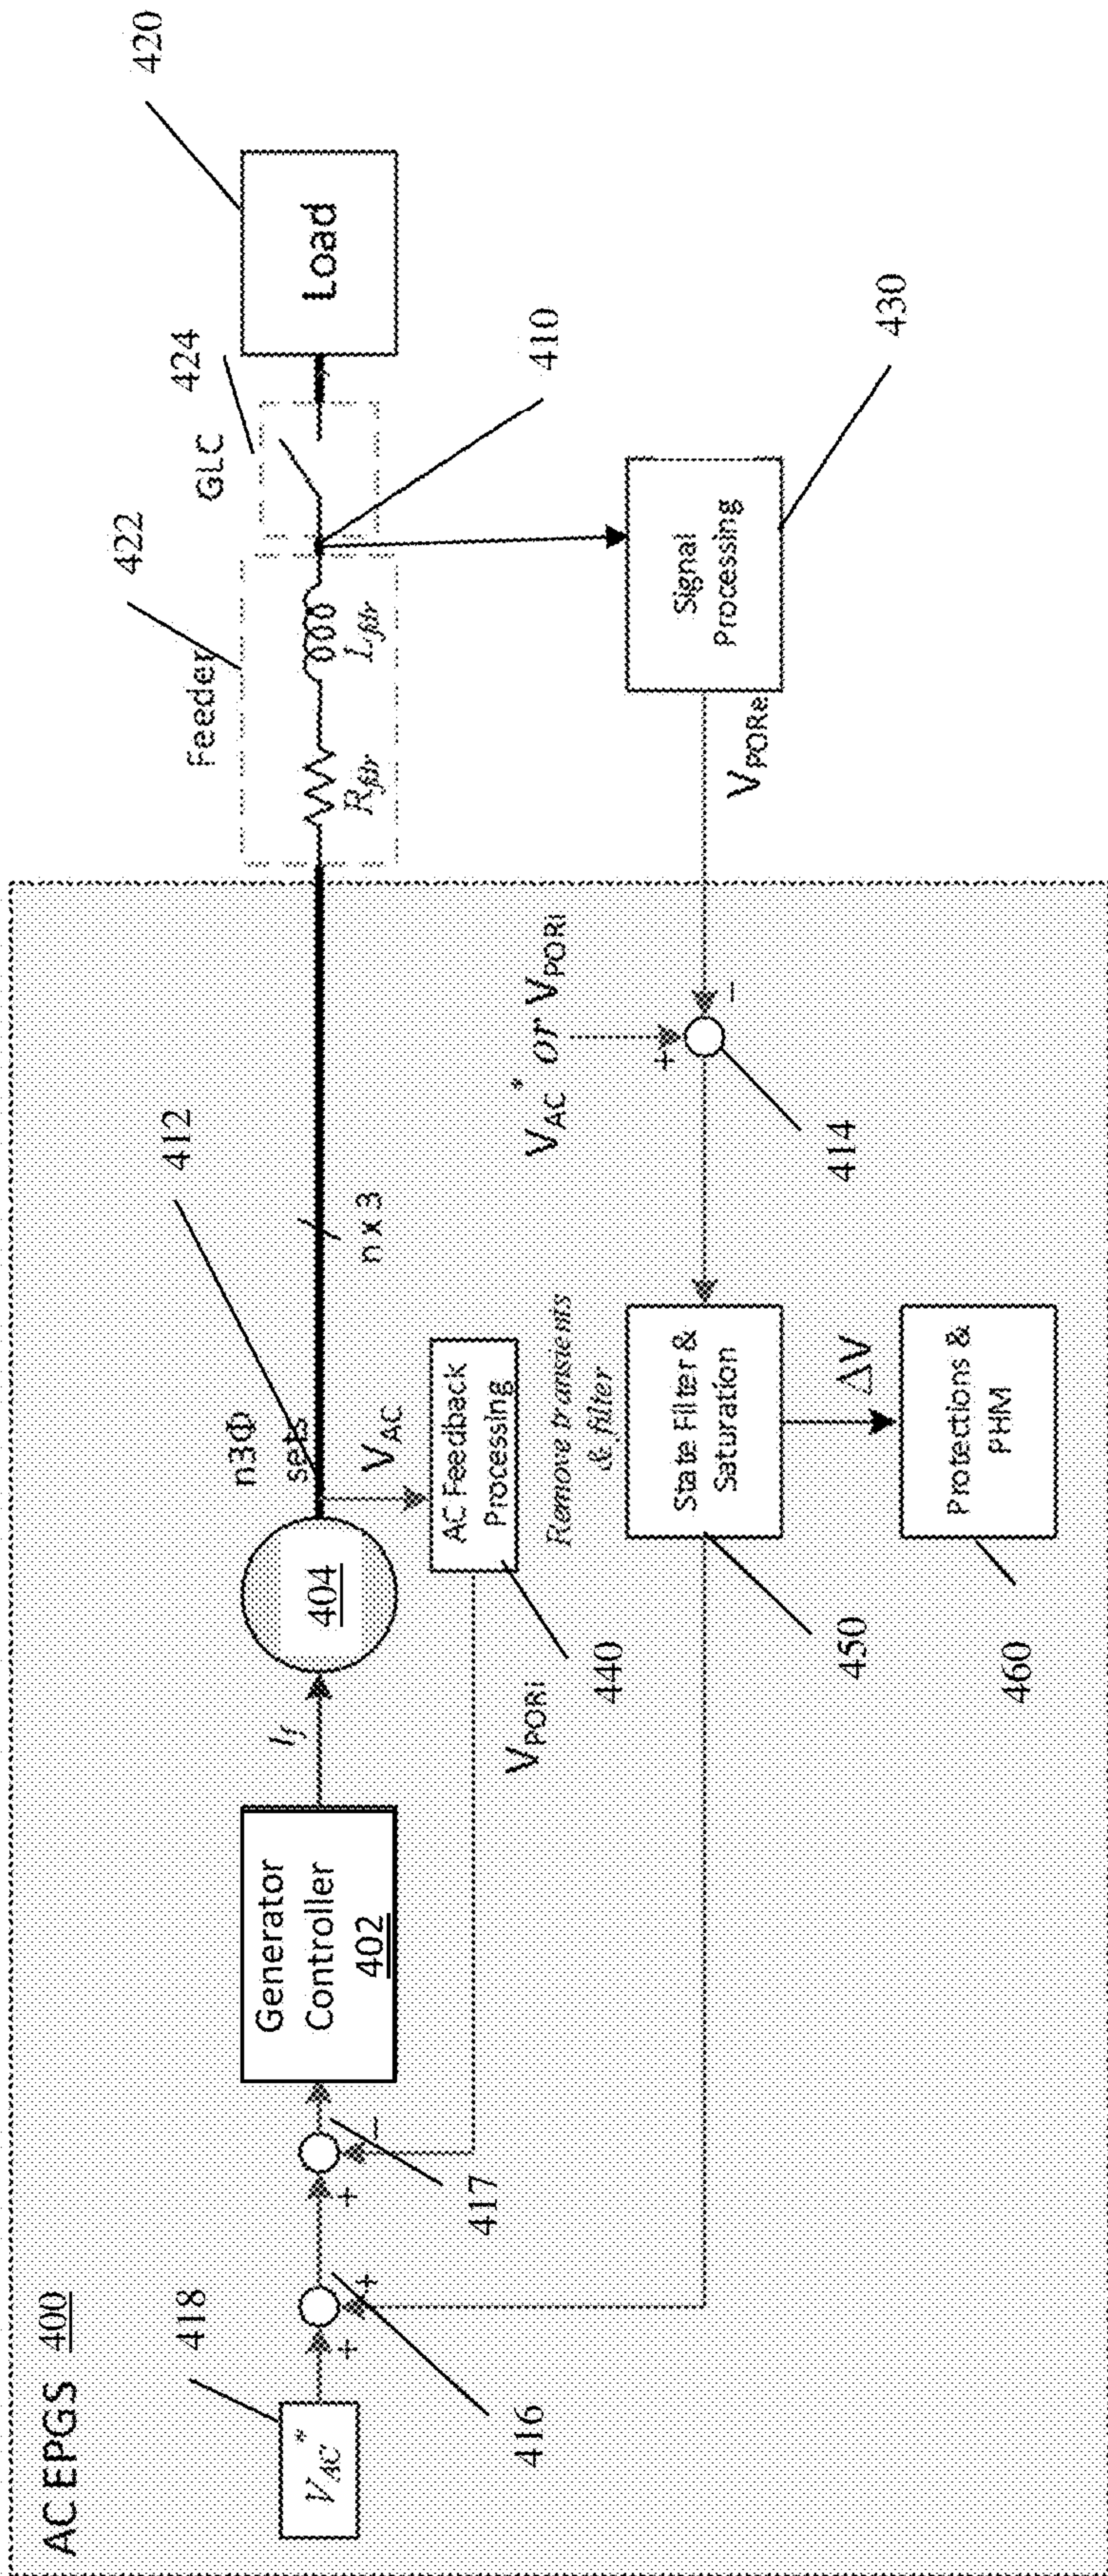 AC EPGS 400
418
V_AC*
416
417
Generator
Controller
402
I_f
404
n3Φ
sets
412
V_AC
AC Feedback
Processing
440
V_PORi
n x 3
Remove transients
& filter
State Filter &
Saturation
450
ΔV
Protections &
PHM
460
V_AC* or V_PORi
+
−
414
+
+
+
−
Feeder
422
R_fdr
L_fdr
GLC
424
410
Load
420
Signal
Processing
430
V_PORe